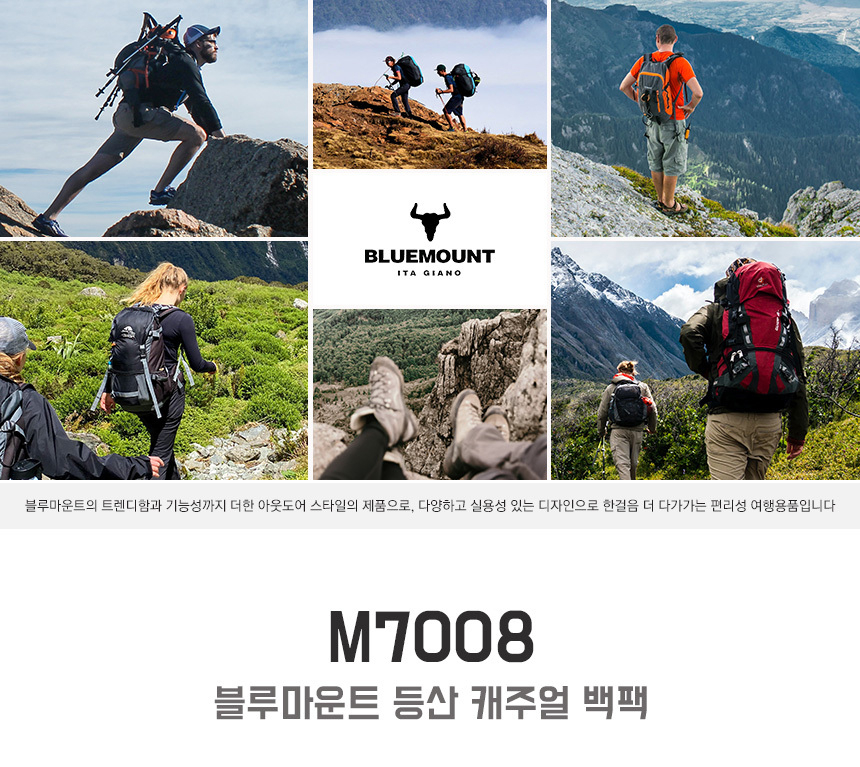 BLUEMOUNT
ITA GIANO
블루마운트의 트렌디함과 기능성까지 더한 아웃도어 스타일의 제품으로, 다양하고 실용성 있는 디자인으로 한걸음 더 다가가는 편리성 여행용품입니다
M7008
블루마운트 등산 캐주얼 백팩